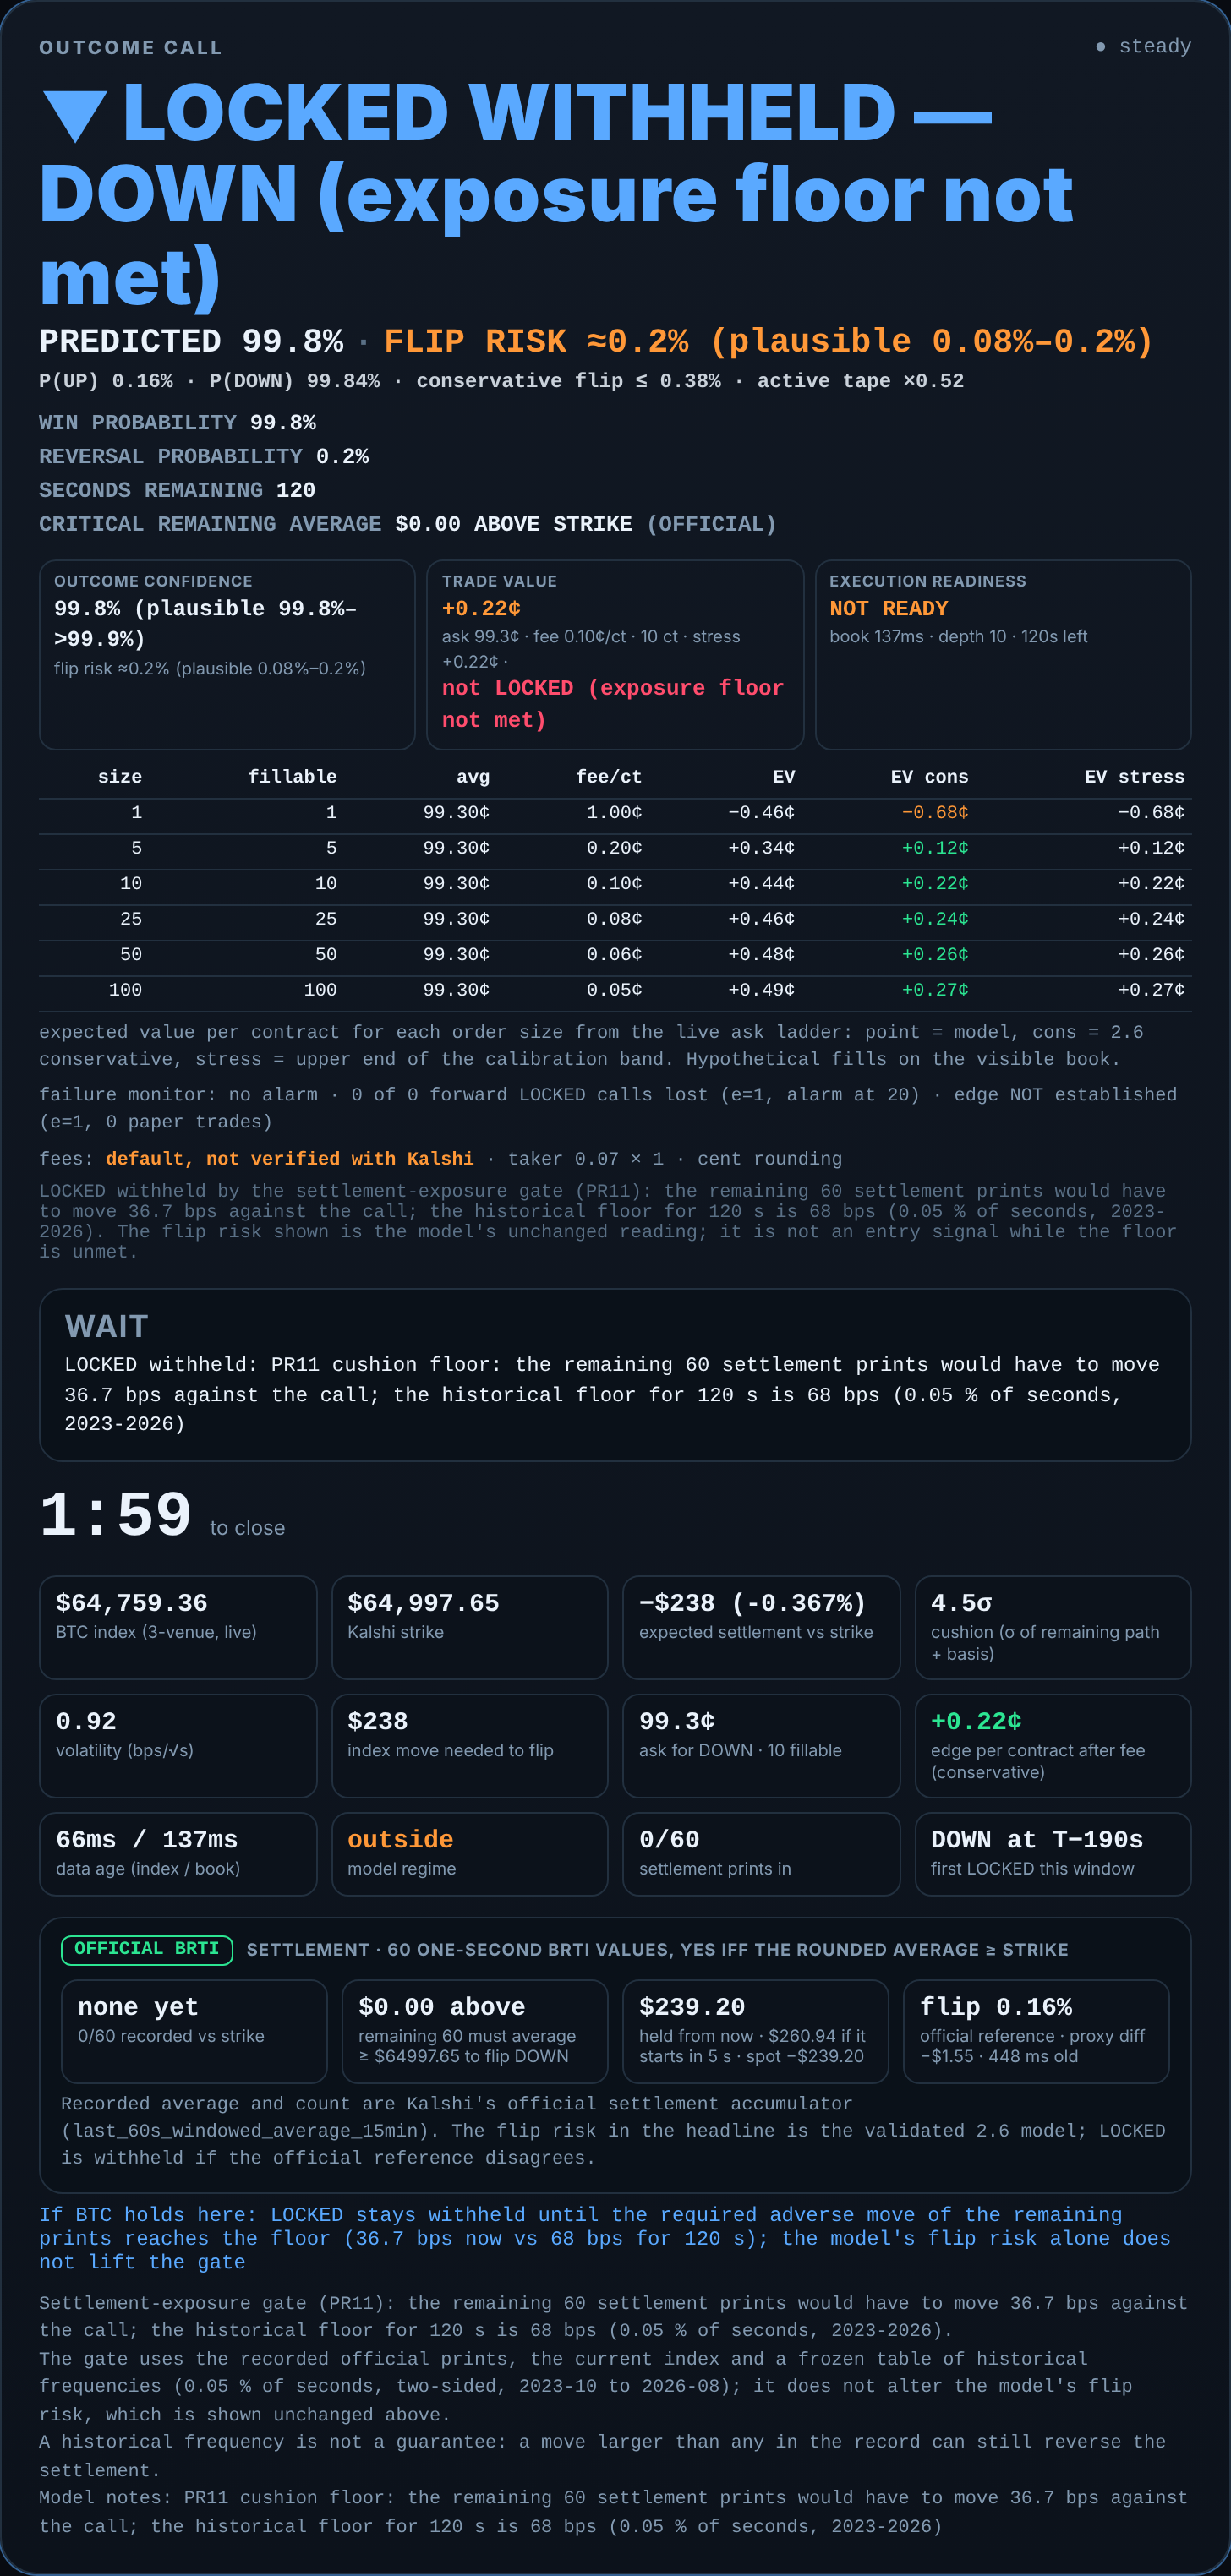 OUTCOME CALL
● steady
▼ LOCKED WITHHELD —
DOWN (exposure floor not
met)
PREDICTED 99.8% · FLIP RISK ≈0.2% (plausible 0.08%–0.2%)
P(UP) 0.16% · P(DOWN) 99.84% · conservative flip ≤ 0.38% · active tape ×0.52
WIN PROBABILITY 99.8%
REVERSAL PROBABILITY 0.2%
SECONDS REMAINING 120
CRITICAL REMAINING AVERAGE $0.00 ABOVE STRIKE (OFFICIAL)
OUTCOME CONFIDENCE
99.8% (plausible 99.8%–
>99.9%)
flip risk ≈0.2% (plausible 0.08%–0.2%)
TRADE VALUE
+0.22¢
ask 99.3¢ · fee 0.10¢/ct · 10 ct · stress
+0.22¢ ·
not LOCKED (exposure floor
not met)
EXECUTION READINESS
NOT READY
book 137ms · depth 10 · 120s left
size fillable avg fee/ct EV EV cons EV stress
1 1 99.30¢ 1.00¢ −0.46¢ −0.68¢ −0.68¢
5 5 99.30¢ 0.20¢ +0.34¢ +0.12¢ +0.12¢
10 10 99.30¢ 0.10¢ +0.44¢ +0.22¢ +0.22¢
25 25 99.30¢ 0.08¢ +0.46¢ +0.24¢ +0.24¢
50 50 99.30¢ 0.06¢ +0.48¢ +0.26¢ +0.26¢
100 100 99.30¢ 0.05¢ +0.49¢ +0.27¢ +0.27¢
expected value per contract for each order size from the live ask ladder: point = model, cons = 2.6
conservative, stress = upper end of the calibration band. Hypothetical fills on the visible book.
failure monitor: no alarm · 0 of 0 forward LOCKED calls lost (e=1, alarm at 20) · edge NOT established
(e=1, 0 paper trades)
fees: default, not verified with Kalshi · taker 0.07 × 1 · cent rounding
LOCKED withheld by the settlement-exposure gate (PR11): the remaining 60 settlement prints would have
to move 36.7 bps against the call; the historical floor for 120 s is 68 bps (0.05 % of seconds, 2023-
2026). The flip risk shown is the model's unchanged reading; it is not an entry signal while the floor
is unmet.
WAIT
LOCKED withheld: PR11 cushion floor: the remaining 60 settlement prints would have to move
36.7 bps against the call; the historical floor for 120 s is 68 bps (0.05 % of seconds,
2023-2026)
1:59 to close
$64,759.36
BTC index (3-venue, live)
$64,997.65
Kalshi strike
−$238 (-0.367%)
expected settlement vs strike
4.5σ
cushion (σ of remaining path
+ basis)
0.92
volatility (bps/√s)
$238
index move needed to flip
99.3¢
ask for DOWN · 10 fillable
+0.22¢
edge per contract after fee
(conservative)
66ms / 137ms
data age (index / book)
outside
model regime
0/60
settlement prints in
DOWN at T−190s
first LOCKED this window
OFFICIAL BRTI SETTLEMENT · 60 ONE-SECOND BRTI VALUES, YES IFF THE ROUNDED AVERAGE ≥ STRIKE
none yet
0/60 recorded vs strike
$0.00 above
remaining 60 must average
≥ $64997.65 to flip DOWN
$239.20
held from now · $260.94 if it
starts in 5 s · spot −$239.20
flip 0.16%
official reference · proxy diff
−$1.55 · 448 ms old
Recorded average and count are Kalshi's official settlement accumulator
(last_60s_windowed_average_15min). The flip risk in the headline is the validated 2.6 model; LOCKED
is withheld if the official reference disagrees.
If BTC holds here: LOCKED stays withheld until the required adverse move of the remaining
prints reaches the floor (36.7 bps now vs 68 bps for 120 s); the model's flip risk alone does
not lift the gate
Settlement-exposure gate (PR11): the remaining 60 settlement prints would have to move 36.7 bps against
the call; the historical floor for 120 s is 68 bps (0.05 % of seconds, 2023-2026).
The gate uses the recorded official prints, the current index and a frozen table of historical
frequencies (0.05 % of seconds, two-sided, 2023-10 to 2026-08); it does not alter the model's flip
risk, which is shown unchanged above.
A historical frequency is not a guarantee: a move larger than any in the record can still reverse the
settlement.
Model notes: PR11 cushion floor: the remaining 60 settlement prints would have to move 36.7 bps against
the call; the historical floor for 120 s is 68 bps (0.05 % of seconds, 2023-2026)